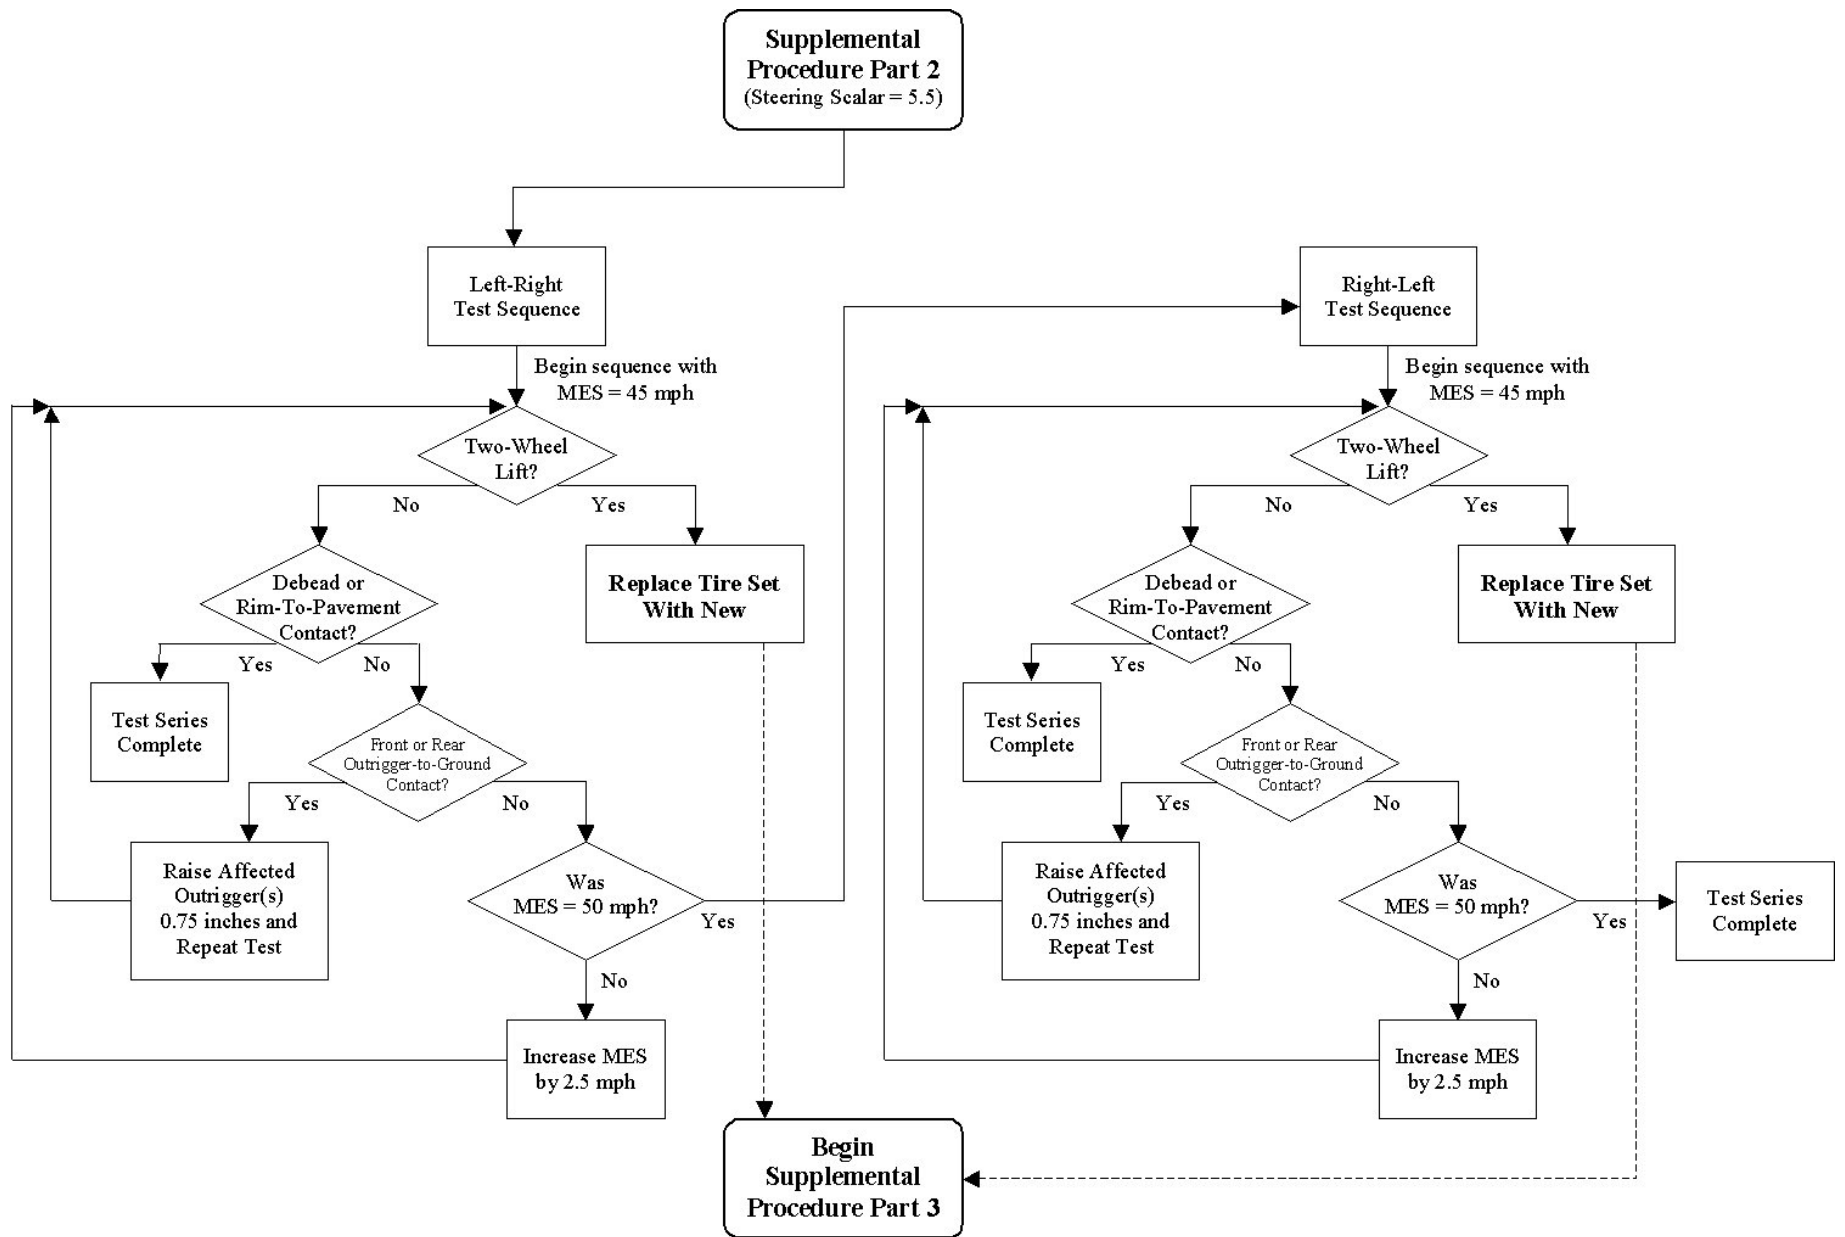 Supplemental
Procedure Part 2
(Steering Scalar = 5.5)
Left-Right
Test Sequence
Begin sequence with
MES = 45 mph
Two-Wheel
Lift?
No
Yes
Debead or
Rim-To-Pavement
Contact?
Replace Tire Set
With New
Yes
No
Test Series
Complete
Front or Rear
Outrigger-to-Ground
Contact?
Yes
No
Raise Affected
Outrigger(s)
0.75 inches and
Repeat Test
Was
MES = 50 mph?
Yes
No
Increase MES
by 2.5 mph
Right-Left
Test Sequence
Begin sequence with
MES = 45 mph
Two-Wheel
Lift?
No
Yes
Debead or
Rim-To-Pavement
Contact?
Replace Tire Set
With New
Yes
No
Test Series
Complete
Front or Rear
Outrigger-to-Ground
Contact?
Yes
No
Raise Affected
Outrigger(s)
0.75 inches and
Repeat Test
Was
MES = 50 mph?
Yes
Test Series
Complete
No
Increase MES
by 2.5 mph
Begin
Supplemental
Procedure Part 3